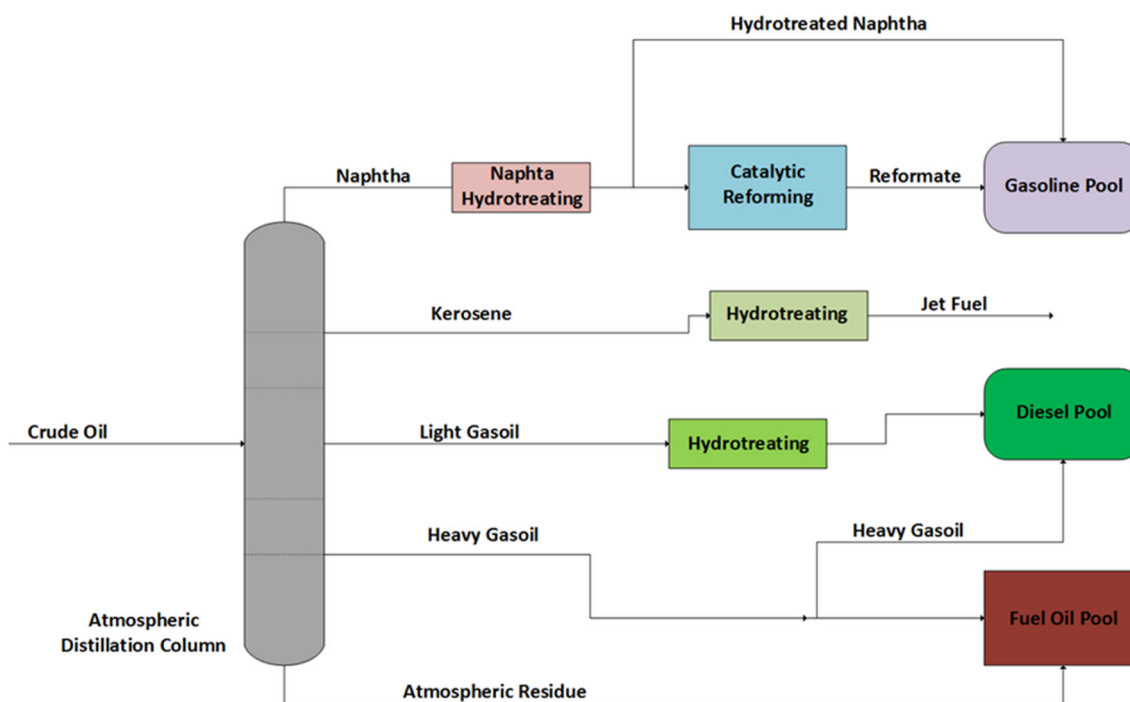 Hydrotreated Naphtha
Naphtha
Naphta
Hydrotreating
Catalytic
Reforming
Reformate
Gasoline Pool
Kerosene
Hydrotreating
Jet Fuel
Crude Oil
Light Gasoil
Hydrotreating
Diesel Pool
Heavy Gasoil
Heavy Gasoil
Atmospheric
Distillation Column
Fuel Oil Pool
Atmospheric Residue